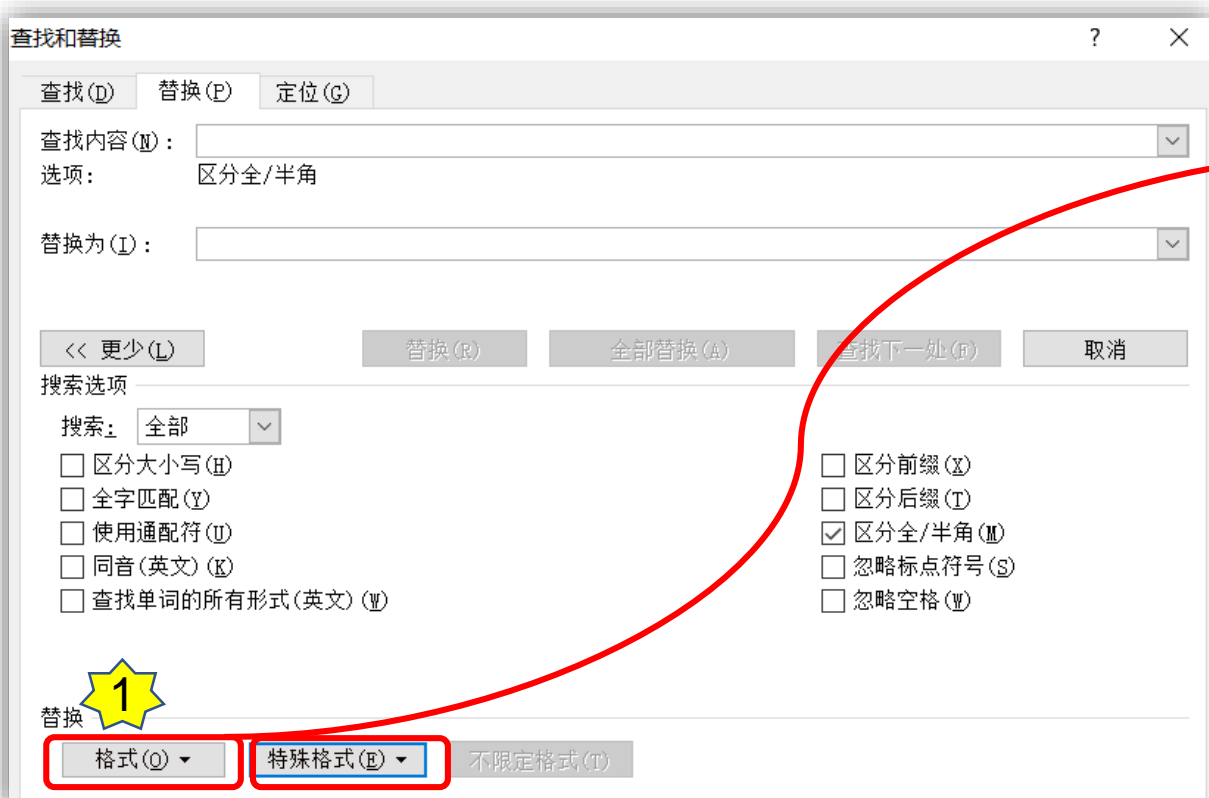 查找和替换 ? ×
查找(D) 替换(P) 定位(G)
查找内容(N):
选项: 区分全/半角
替换为(I):
<< 更少(L) 替换(R) 全部替换(A) 查找下一处(F) 取消
搜索选项
搜索: 全部
区分大小写(H) 区分前缀(X)
全字匹配(Y) 区分后缀(T)
使用通配符(U) 区分全/半角(M)
同音(英文)(K) 忽略标点符号(S)
查找单词的所有形式(英文)(W) 忽略空格(W)
1
替换
格式(O) 特殊格式(E) 不限定格式(T)